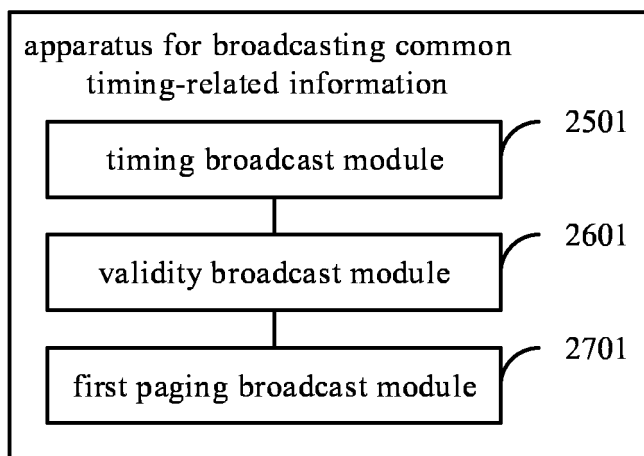 apparatus for broadcasting common
timing-related information
timing broadcast module
2501
validity broadcast module
2601
first paging broadcast module
2701